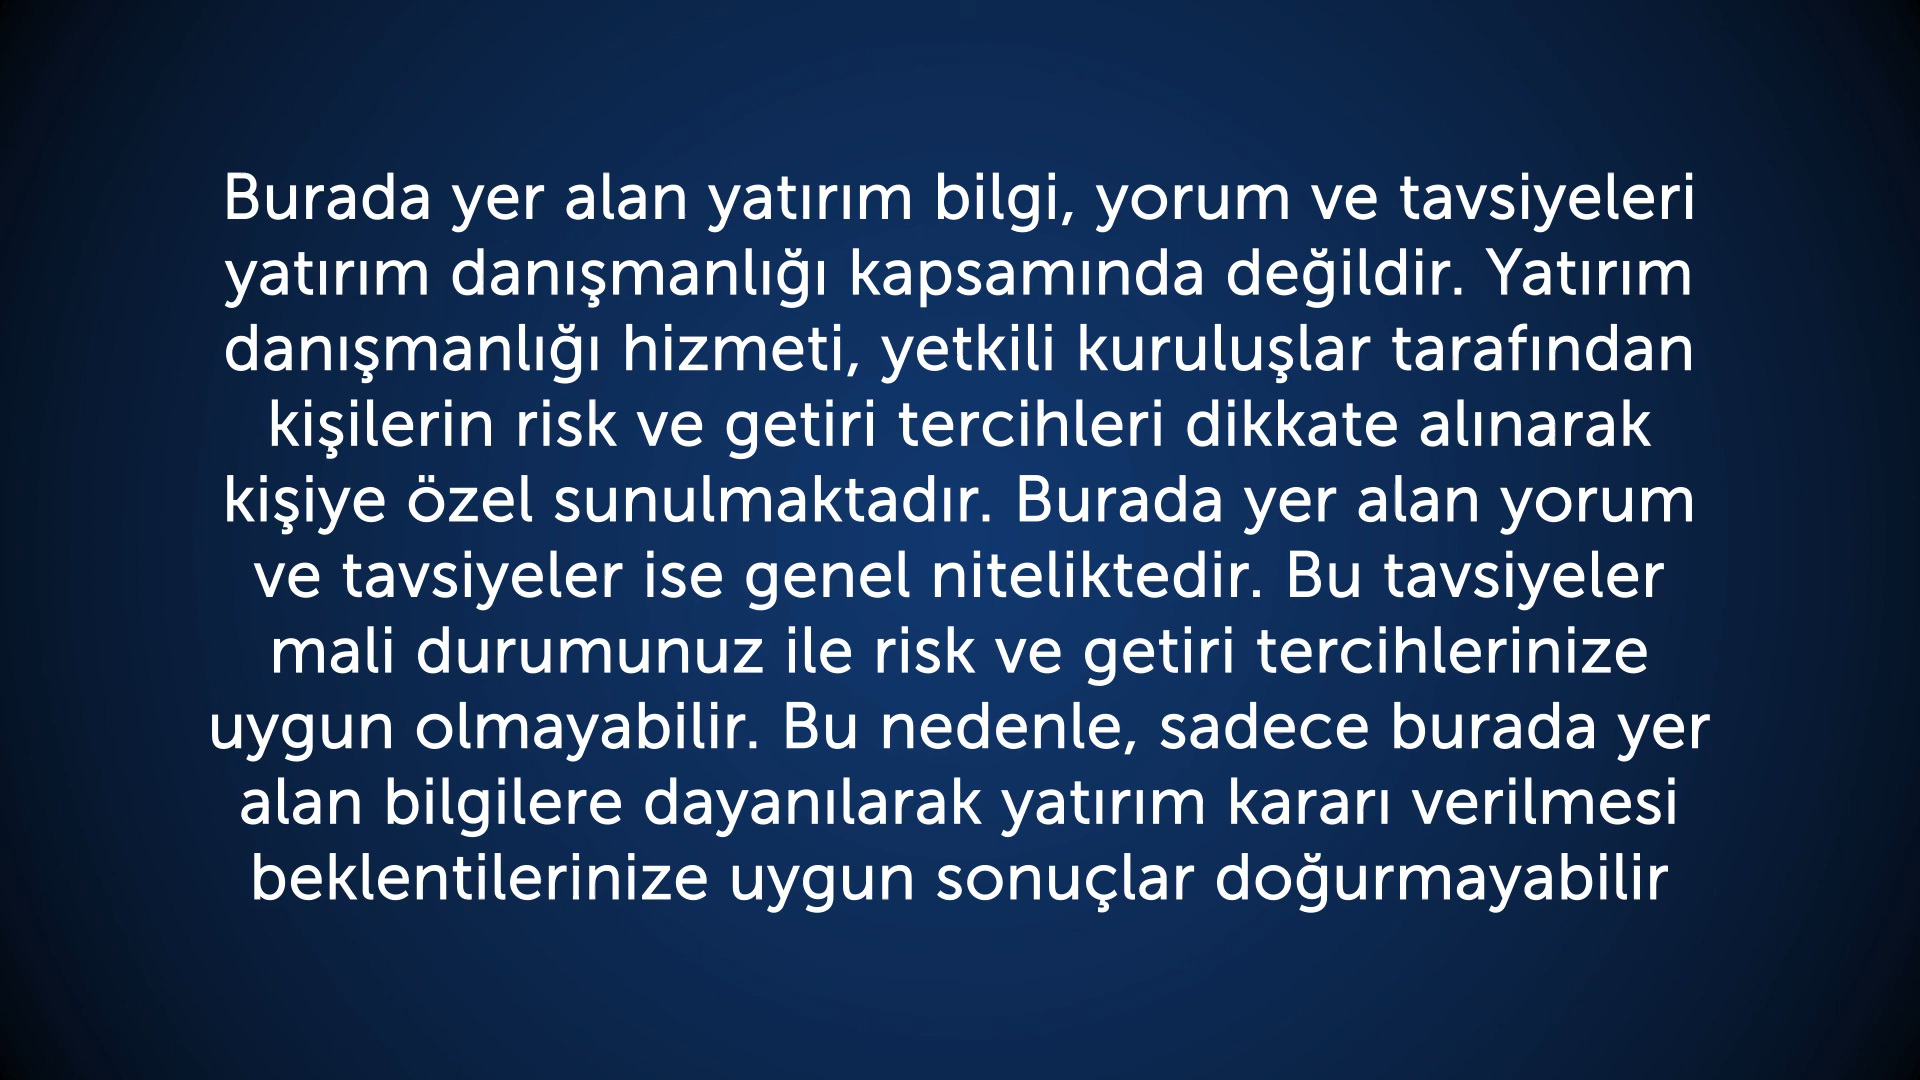 Burada yer alan yatırım bilgi, yorum ve tavsiyeleri
yatırım danışmanlığı kapsamında değildir. Yatırım
danışmanlığı hizmeti, yetkili kuruluşlar tarafından
kişilerin risk ve getiri tercihleri dikkate alınarak
kişiye özel sunulmaktadır. Burada yer alan yorum
ve tavsiyeler ise genel niteliktedir. Bu tavsiyeler
mali durumunuz ile risk ve getiri tercihlerinize
uygun olmayabilir. Bu nedenle, sadece burada yer
alan bilgilere dayanılarak yatırım kararı verilmesi
beklentilerinize uygun sonuçlar doğurmayabilir